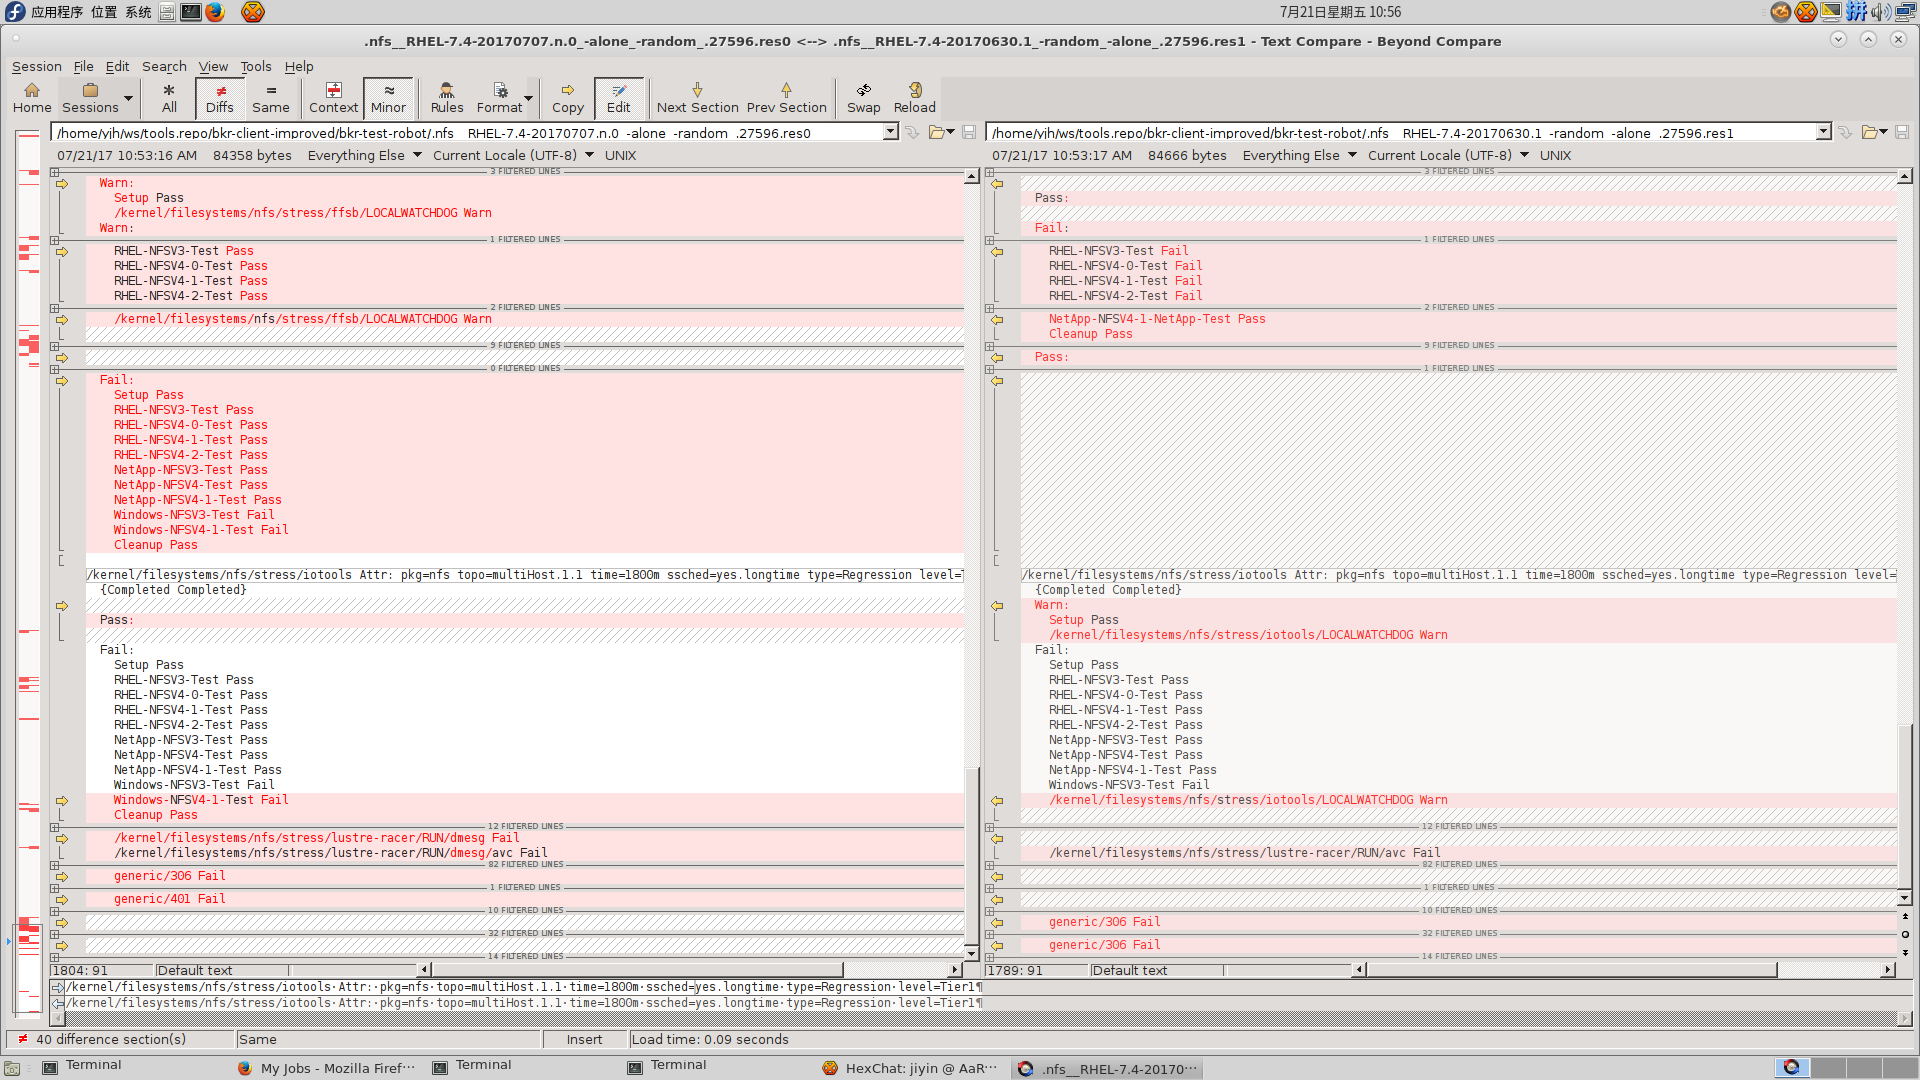 应用程序 位置 系统
7月21日星期五 10:56
拼
.nfs__RHEL-7.4-20170707.n.0_-alone_-random_.27596.res0 <--> .nfs__RHEL-7.4-20170630.1_-random_-alone_.27596.res1 - Text Compare - Beyond Compare
Session File Edit Search View Tools Help
Home Sessions All Diffs Same Context Minor Rules Format Copy Edit Next Section Prev Section Swap Reload
/home/yjh/ws/tools.repo/bkr-client-improved/bkr-test-robot/.nfs__RHEL-7.4-20170707.n.0_-alone_-random_.27596.res0
07/21/17 10:53:16 AM 84358 bytes Everything Else Current Locale (UTF-8) UNIX
3 FILTERED LINES
Warn:
Setup Pass
/kernel/filesystems/nfs/stress/ffsb/LOCALWATCHDOG Warn
Warn:
1 FILTERED LINES
RHEL-NFSV3-Test Pass
RHEL-NFSV4-0-Test Pass
RHEL-NFSV4-1-Test Pass
RHEL-NFSV4-2-Test Pass
2 FILTERED LINES
/kernel/filesystems/nfs/stress/ffsb/LOCALWATCHDOG Warn
9 FILTERED LINES
0 FILTERED LINES
Fail:
Setup Pass
RHEL-NFSV3-Test Pass
RHEL-NFSV4-0-Test Pass
RHEL-NFSV4-1-Test Pass
RHEL-NFSV4-2-Test Pass
NetApp-NFSV3-Test Pass
NetApp-NFSV4-Test Pass
NetApp-NFSV4-1-Test Pass
Windows-NFSV3-Test Fail
Windows-NFSV4-1-Test Fail
Cleanup Pass
/kernel/filesystems/nfs/stress/iotools Attr: pkg=nfs topo=multiHost.1.1 time=1800m ssched=yes.longtime type=Regression level=T
{Completed Completed}
Pass:
Fail:
Setup Pass
RHEL-NFSV3-Test Pass
RHEL-NFSV4-0-Test Pass
RHEL-NFSV4-1-Test Pass
RHEL-NFSV4-2-Test Pass
NetApp-NFSV3-Test Pass
NetApp-NFSV4-Test Pass
NetApp-NFSV4-1-Test Pass
Windows-NFSV3-Test Fail
Windows-NFSV4-1-Test Fail
Cleanup Pass
12 FILTERED LINES
/kernel/filesystems/nfs/stress/lustre-racer/RUN/dmesg Fail
/kernel/filesystems/nfs/stress/lustre-racer/RUN/dmesg/avc Fail
82 FILTERED LINES
generic/306 Fail
1 FILTERED LINES
generic/401 Fail
10 FILTERED LINES
32 FILTERED LINES
14 FILTERED LINES
1804: 91 Default text
/home/yjh/ws/tools.repo/bkr-client-improved/bkr-test-robot/.nfs__RHEL-7.4-20170630.1_-random_-alone_.27596.res1
07/21/17 10:53:17 AM 84666 bytes Everything Else Current Locale (UTF-8) UNIX
3 FILTERED LINES
Pass:
Fail:
1 FILTERED LINES
RHEL-NFSV3-Test Fail
RHEL-NFSV4-0-Test Fail
RHEL-NFSV4-1-Test Fail
RHEL-NFSV4-2-Test Fail
2 FILTERED LINES
NetApp-NFSV4-1-NetApp-Test Pass
Cleanup Pass
9 FILTERED LINES
Pass:
1 FILTERED LINES
/kernel/filesystems/nfs/stress/iotools Attr: pkg=nfs topo=multiHost.1.1 time=1800m ssched=yes.longtime type=Regression level=
{Completed Completed}
Warn:
Setup Pass
/kernel/filesystems/nfs/stress/iotools/LOCALWATCHDOG Warn
Fail:
Setup Pass
RHEL-NFSV3-Test Pass
RHEL-NFSV4-0-Test Pass
RHEL-NFSV4-1-Test Pass
RHEL-NFSV4-2-Test Pass
NetApp-NFSV3-Test Pass
NetApp-NFSV4-Test Pass
NetApp-NFSV4-1-Test Pass
Windows-NFSV3-Test Fail
/kernel/filesystems/nfs/stress/iotools/LOCALWATCHDOG Warn
12 FILTERED LINES
/kernel/filesystems/nfs/stress/lustre-racer/RUN/avc Fail
82 FILTERED LINES
1 FILTERED LINES
10 FILTERED LINES
generic/306 Fail
32 FILTERED LINES
generic/306 Fail
14 FILTERED LINES
1789: 91 Default text
/kernel/filesystems/nfs/stress/iotools·Attr:·pkg=nfs·topo=multiHost.1.1·time=1800m·ssched=yes.longtime·type=Regression·level=Tier1¶
/kernel/filesystems/nfs/stress/iotools·Attr:·pkg=nfs·topo=multiHost.1.1·time=1800m·ssched=yes.longtime·type=Regression·level=Tier1¶
40 difference section(s) Same Insert Load time: 0.09 seconds
Terminal My Jobs - Mozilla Firef··· Terminal Terminal HexChat: jiyin @ AaR··· .nfs__RHEL-7.4-20170···